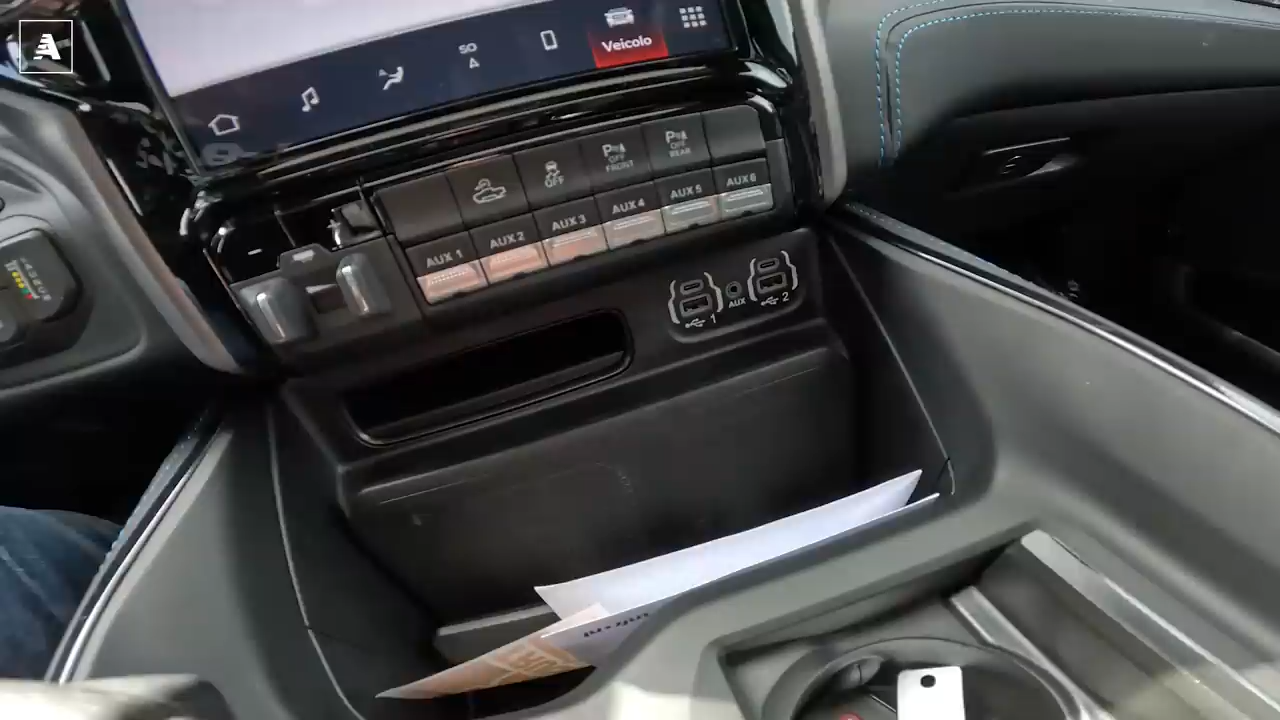 A
SO
Veicolo
OFF
P OFF FRONT
P OFF REAR
AUX 1
AUX 2
AUX 3
AUX 4
AUX 5
AUX 6
1
AUX
2